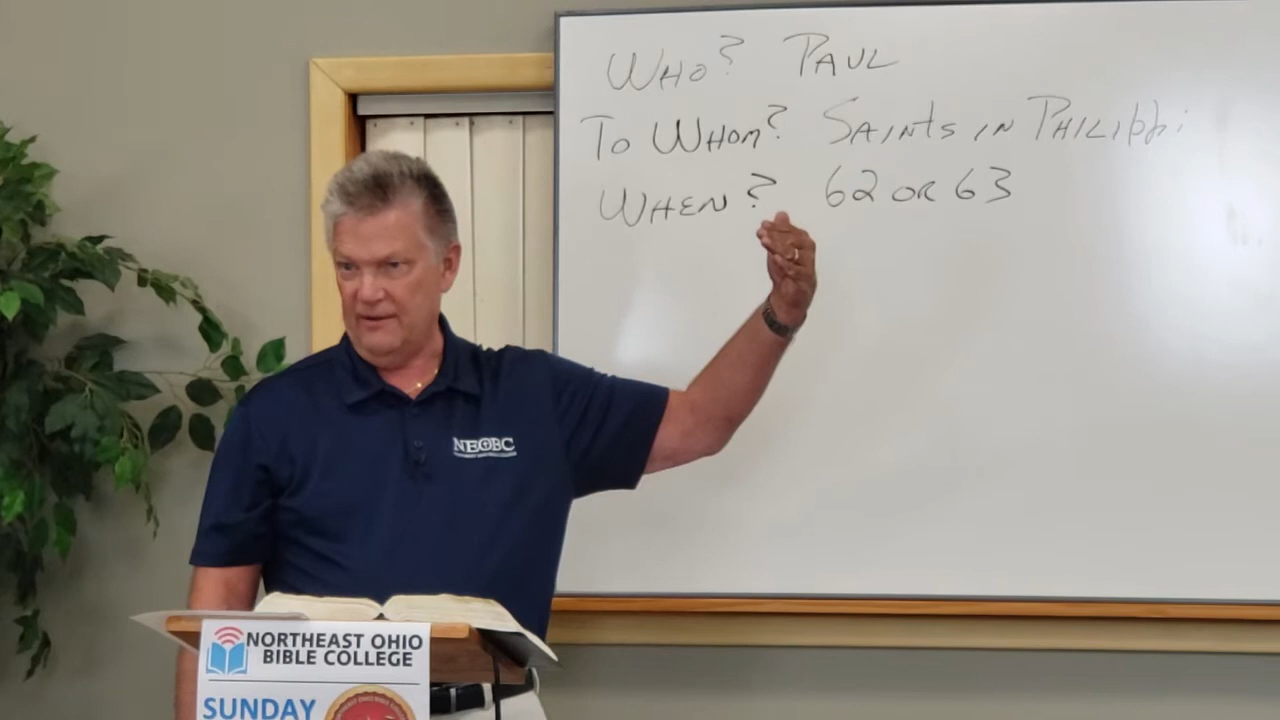 WHO? PAUL
TO WHOM? SAINTS IN PHILIPPI
WHEN? 62 OR 63
NEOBC
NORTHEAST OHIO
BIBLE COLLEGE
SUNDAY